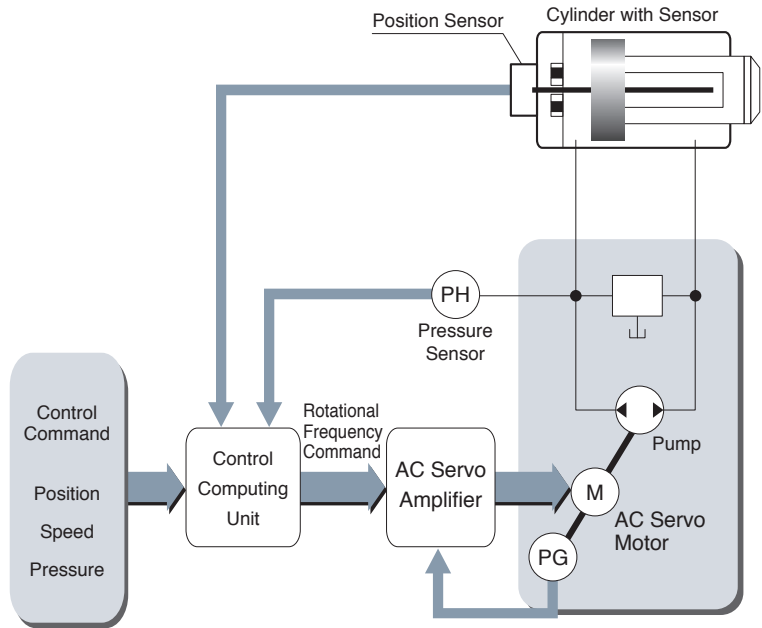 Cylinder with Sensor
Position Sensor
PH
Pressure
Sensor
Control
Command
Position
Speed
Pressure
Rotational
Frequency
Command
Control
Computing
Unit
AC Servo
Amplifier
Pump
M
AC Servo
Motor
PG